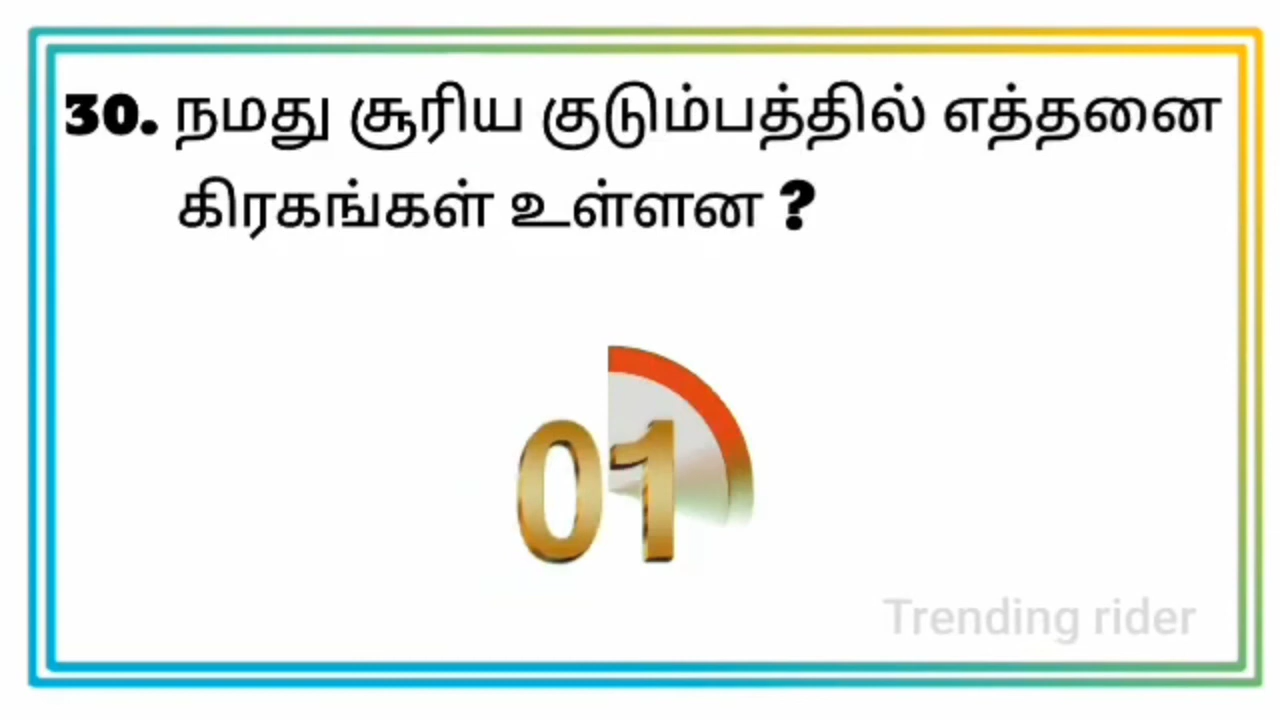 30. நமது சூரிய குடும்பத்தில் எத்தனை
கிரகங்கள் உள்ளன ?
01
Trending rider